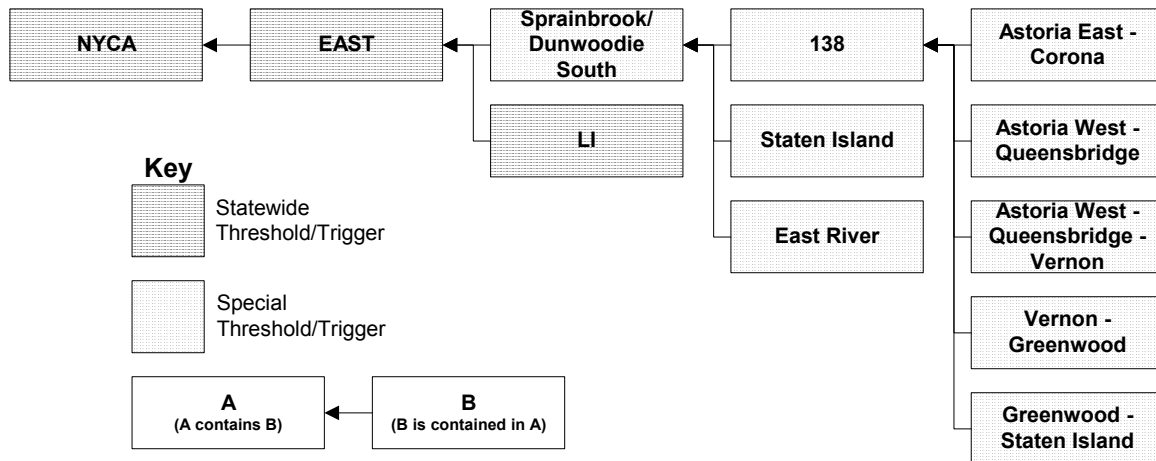 NYCA
EAST
Sprainbrook/
Dunwoodie
South
138
Astoria East -
Corona
LI
Staten Island
Astoria West -
Queensbridge
East River
Astoria West -
Queensbridge -
Vernon
Vernon -
Greenwood
Greenwood -
Staten Island
Key
Statewide
Threshold/Trigger
Special
Threshold/Trigger
A
(A contains B)
B
(B is contained in A)